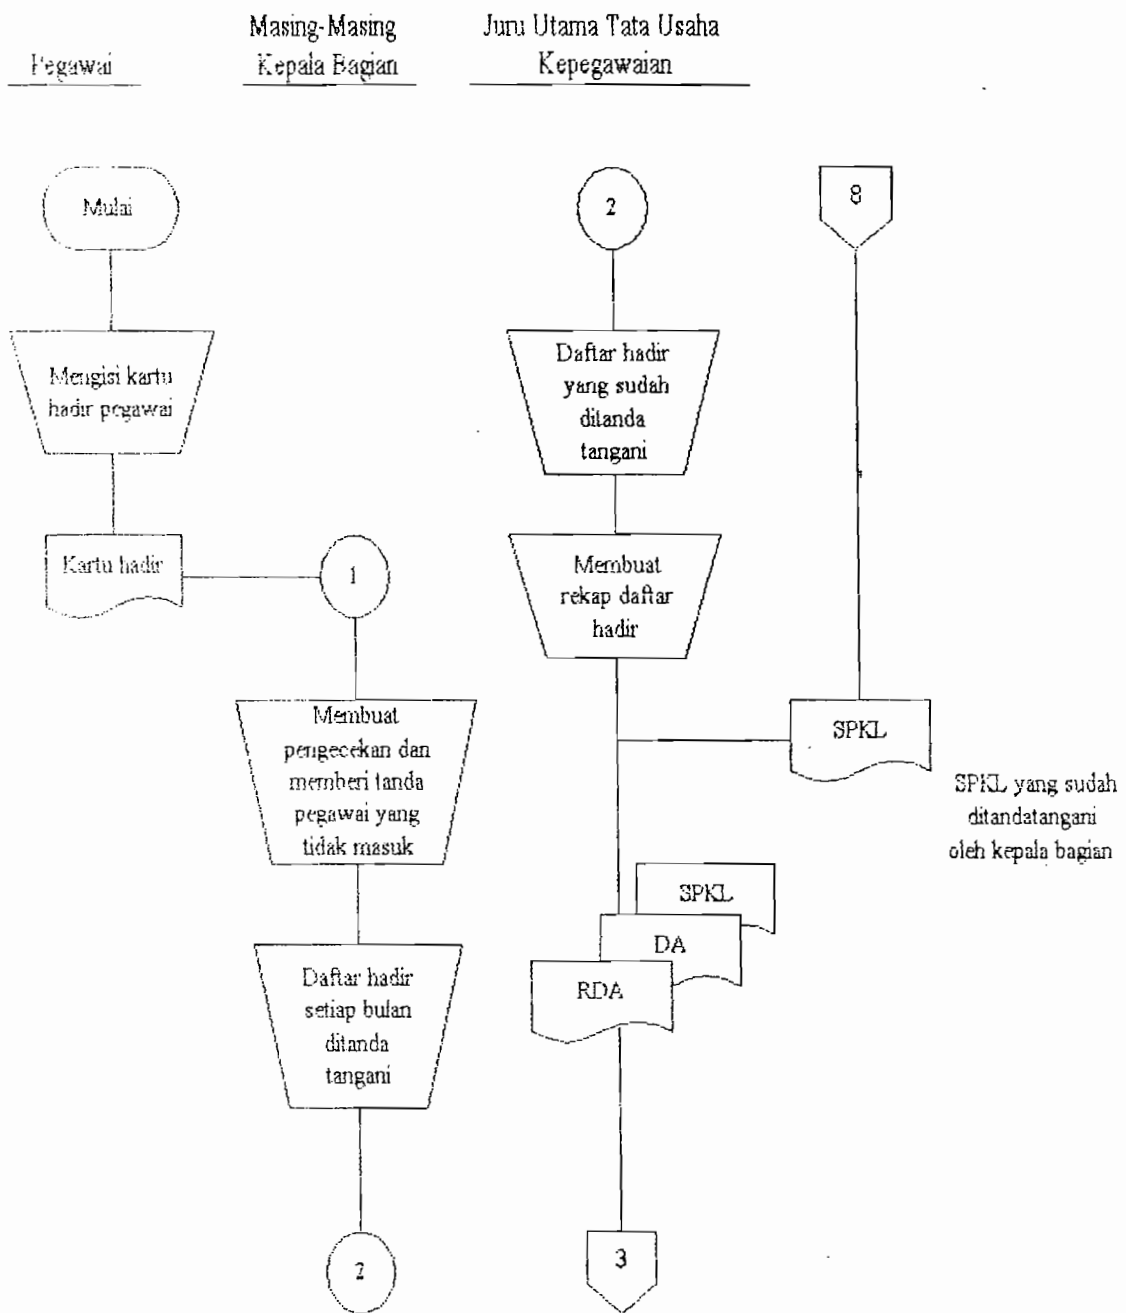 Pegawai
Masing-Masing
Kepala Bagian
Juru Utama Tata Usaha
Kepegawaian
Mulai
Mengisi kartu
hadir pegawai
Kartu hadir
1
Membuat
pengecekan dan
memberi tanda
pegawai yang
tidak masuk
Daftar hadir
setiap bulan
ditanda
tangani
2
2
Daftar hadir
yang sudah
ditanda
tangani
Membuat
rekap daftar
hadir
8
SPKL
SPKL yang sudah
ditandatangani
oleh kepala bagian
SPKL
DA
RDA
3